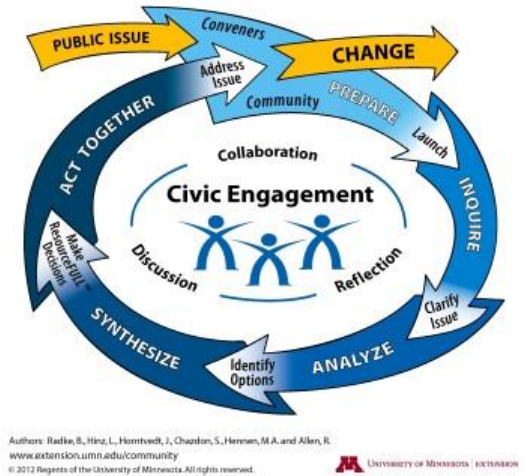 PUBLIC ISSUE
Conveners
Community
PREPARE
Launch
INQUIRE
Clarify
Issue
ANALYZE
Identify
Options
SYNTHESIZE
Make
ResourceFULL™
Decisions
ACT TOGETHER
Address
Issue
CHANGE
Collaboration
Civic Engagement
Discussion
Reflection
Authors: Radke, B., Hinz, L., Horntvedt, J., Chazdon, S., Hennen, M.A. and Allen, R.
www.extension.umn.edu/community
© 2012 Regents of the University of Minnesota. All rights reserved.
M UNIVERSITY OF MINNESOTA | EXTENSION